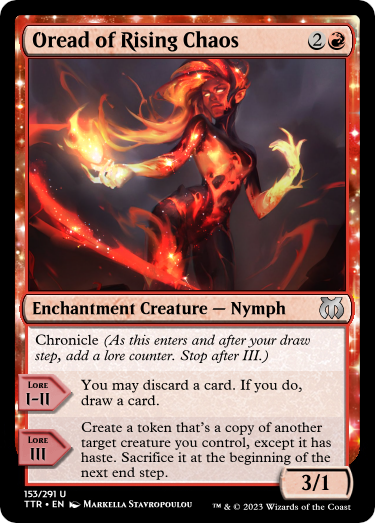 Oread of Rising Chaos 2
Enchantment Creature — Nymph
Chronicle (As this enters and after your draw
step, add a lore counter. Stop after III.)
LORE
I–II
You may discard a card. If you do,
draw a card.
LORE
III
Create a token that's a copy of another
target creature you control, except it has
haste. Sacrifice it at the beginning of the
next end step.
3/1
153/291 U
TTR • EN Markella Stavropoulou
™ & © 2023 Wizards of the Coast